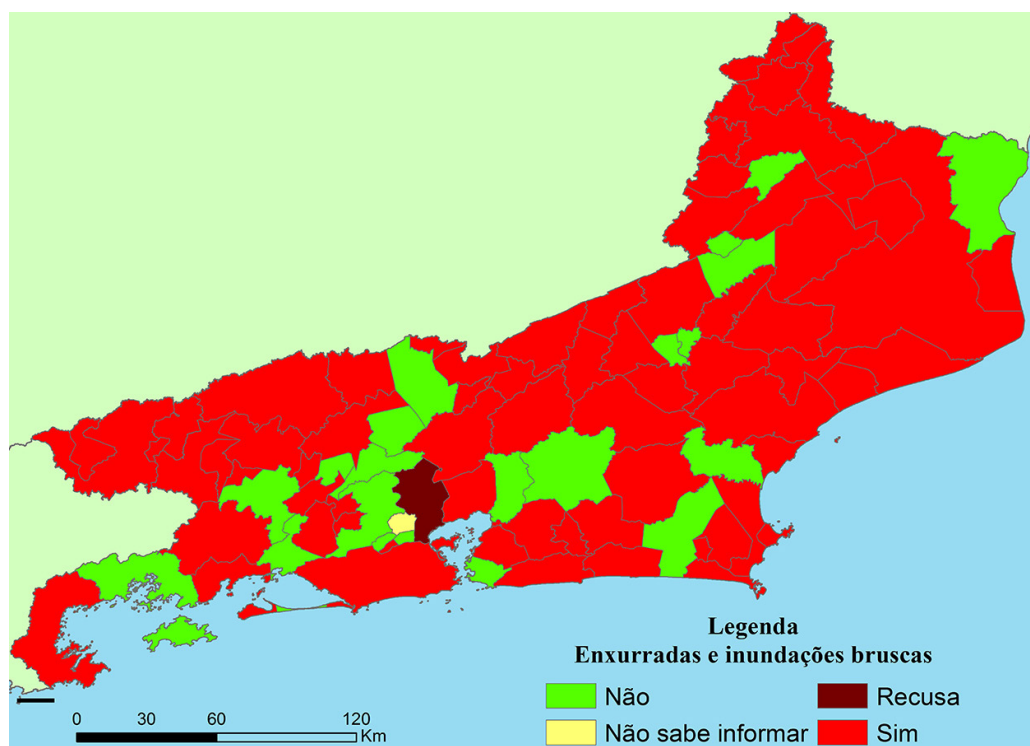 Legenda
Enxurradas e inundações bruscas
Não
Recusa
Não sabe informar
Sim
0 30 60 120
Km